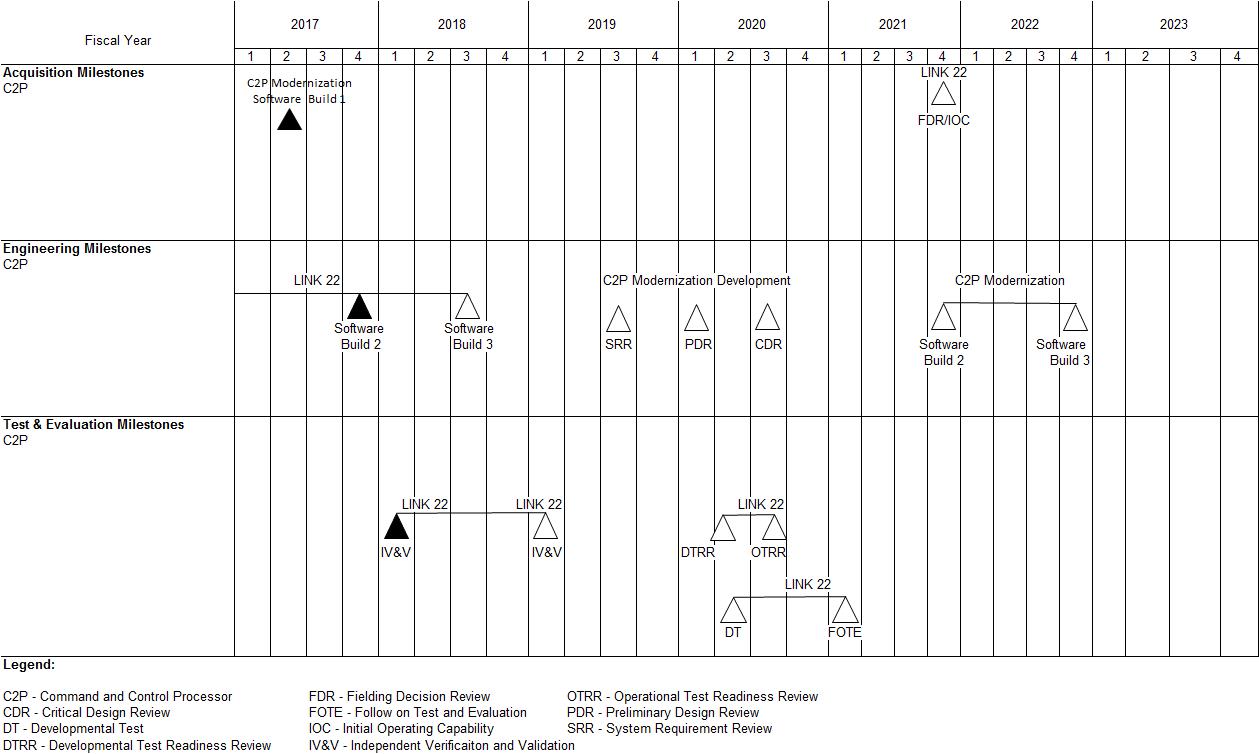 Fiscal Year
2017 2018 2019 2020 2021 2022 2023
1 2 3 4 1 2 3 4 1 2 3 4 1 2 3 4 1 2 3 4 1 2 3 4 1 2 3 4
Acquisition Milestones
C2P
C2P Modernization
Software Build 1
LINK 22
FDR/IOC
Engineering Milestones
C2P
LINK 22
Software
Build 2
Software
Build 3
C2P Modernization Development
SRR
PDR
CDR
C2P Modernization
Software
Build 2
Software
Build 3
Test & Evaluation Milestones
C2P
LINK 22
IV&V
LINK 22
IV&V
LINK 22
DTRR
OTRR
LINK 22
DT
FOTE
Legend:
C2P - Command and Control Processor
CDR - Critical Design Review
DT - Developmental Test
DTRR - Developmental Test Readiness Review
FDR - Fielding Decision Review
FOTE - Follow on Test and Evaluation
IOC - Initial Operating Capability
IV&V - Independent Verificaiton and Validation
OTRR - Operational Test Readiness Review
PDR - Preliminary Design Review
SRR - System Requirement Review